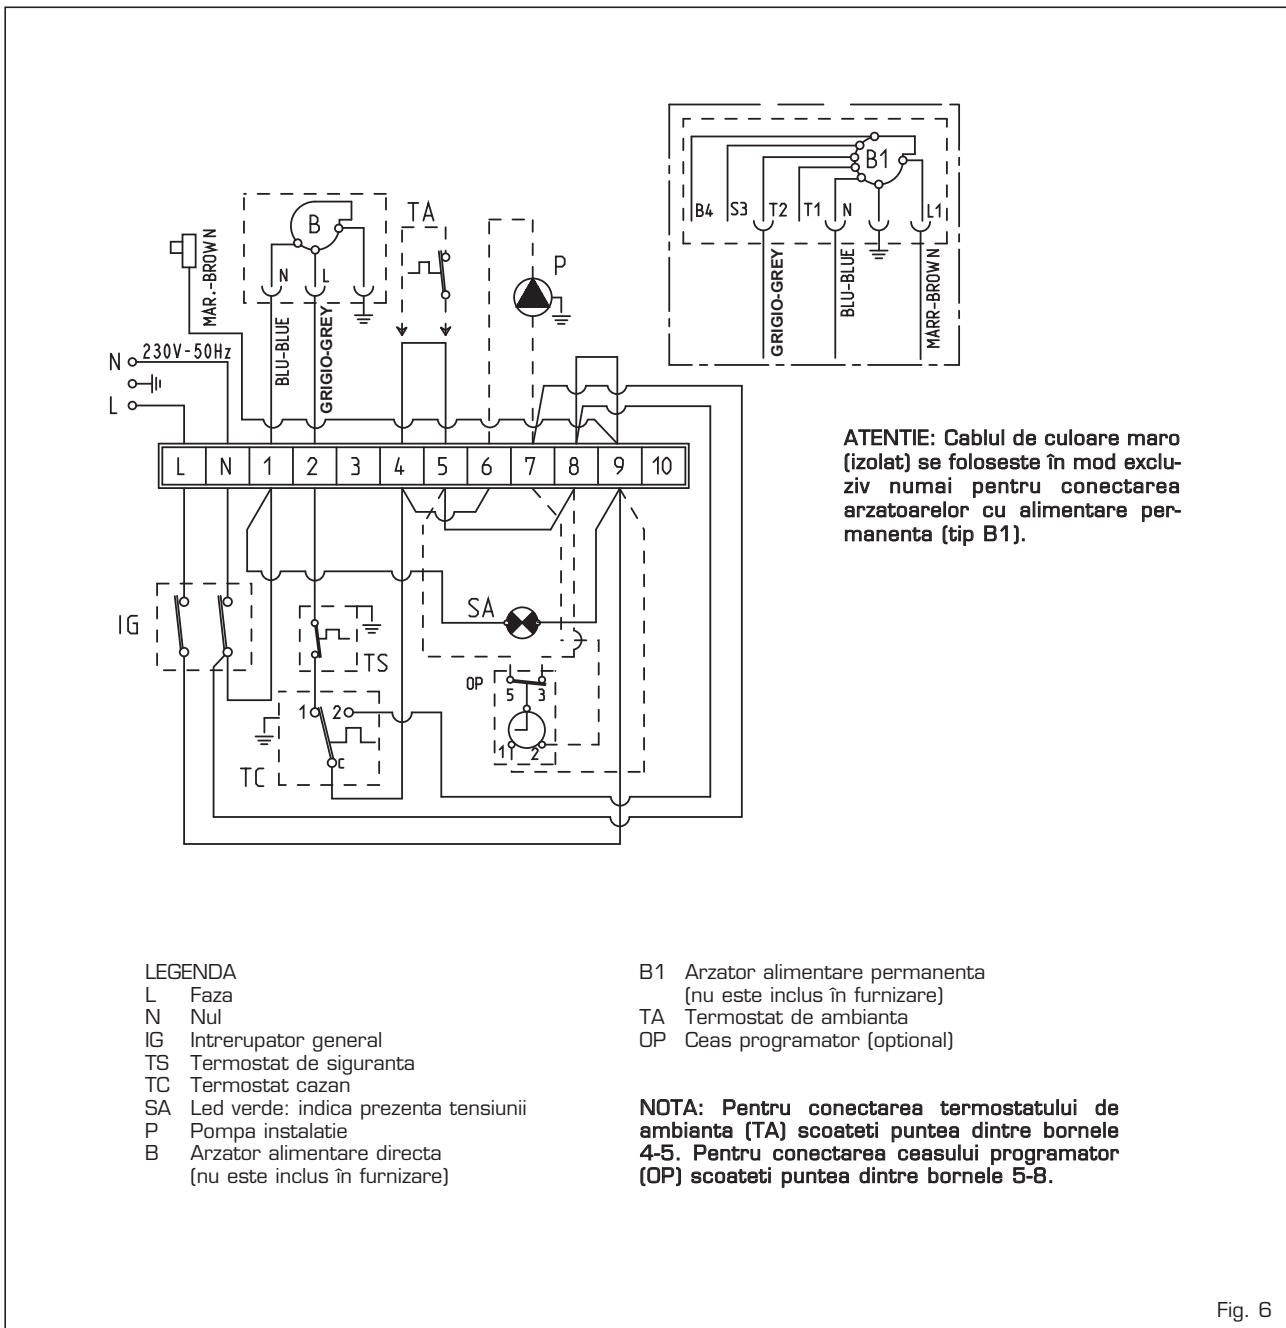 B4 S3 T2 T1 N L1
B1
GRIGIO-GREY
BLU-BLUE
MARR-BROWN
MAR.-BROWN
B
N L
TA
P
BLU-BLUE
GRIGIO-GREY
N 230V-50Hz
L
L N 1 2 3 4 5 6 7 8 9 10
ATENTIE: Cablul de culoare maro
(izolat) se foloseste în mod exclu-
ziv numai pentru conectarea
arzatoarelor cu alimentare per-
manenta (tip B1).
IG
SA
TS
OP
5 3
1 2
1 2
C
TC
LEGENDA
L Faza
N Nul
IG Intrerupator general
TS Termostat de siguranta
TC Termostat cazan
SA Led verde: indica prezenta tensiunii
P Pompa instalatie
B Arzator alimentare directa
(nu este inclus în furnizare)
B1 Arzator alimentare permanenta
(nu este inclus în furnizare)
TA Termostat de ambianta
OP Ceas programator (optional)
NOTA: Pentru conectarea termostatului de
ambianta (TA) scoateti puntea dintre bornele
4-5. Pentru conectarea ceasului programator
(OP) scoateti puntea dintre bornele 5-8.
Fig. 6